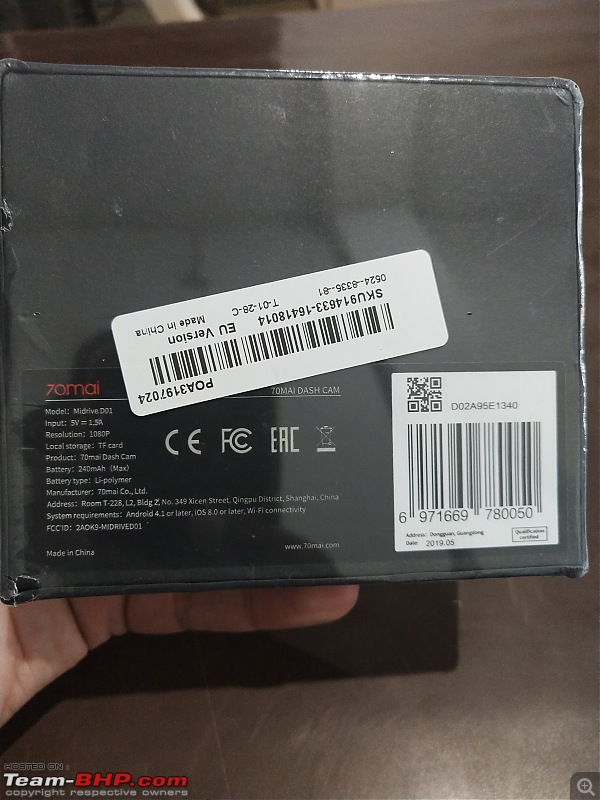 0524--8335--81
SKU914633-16418014
T-01-28-C
EU Version
Made in China
POA3197024
70mai
70MAI DASH CAM
Model: Midrive D01
Input: 5V⎓1.5A
Resolution: 1080P
Local storage: TF card
Product: 70mai Dash Cam
Battery: 240mAh (Max)
Battery type: Li-polymer
Manufacturer: 70mai Co., Ltd.
Address: Room T-228, L2, Bldg 2, No. 349 Xicen Street, Qingpu District, Shanghai, China
System requirements: Android 4.1 or later, iOS 8.0 or later, Wi-Fi connectivity
FCC ID: 2AOK9-MIDRIVED01
Made in China
www.70mai.com
CE FC EAC
D02A95E1340
6 971669 780050
Address: Dongguan, Guangdong
Date: 2019.05
Qualification
certified
HOSTED ON :
Team-BHP.com
copyright respective owners